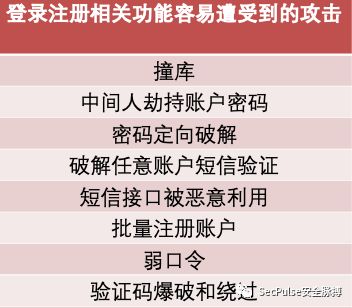 登录注册相关功能容易遭受到的攻击
撞库
中间人劫持账户密码
密码定向破解
破解任意账户短信验证
短信接口被恶意利用
批量注册账户
弱口令
验证码爆破和绕过
SecPulse安全脉搏